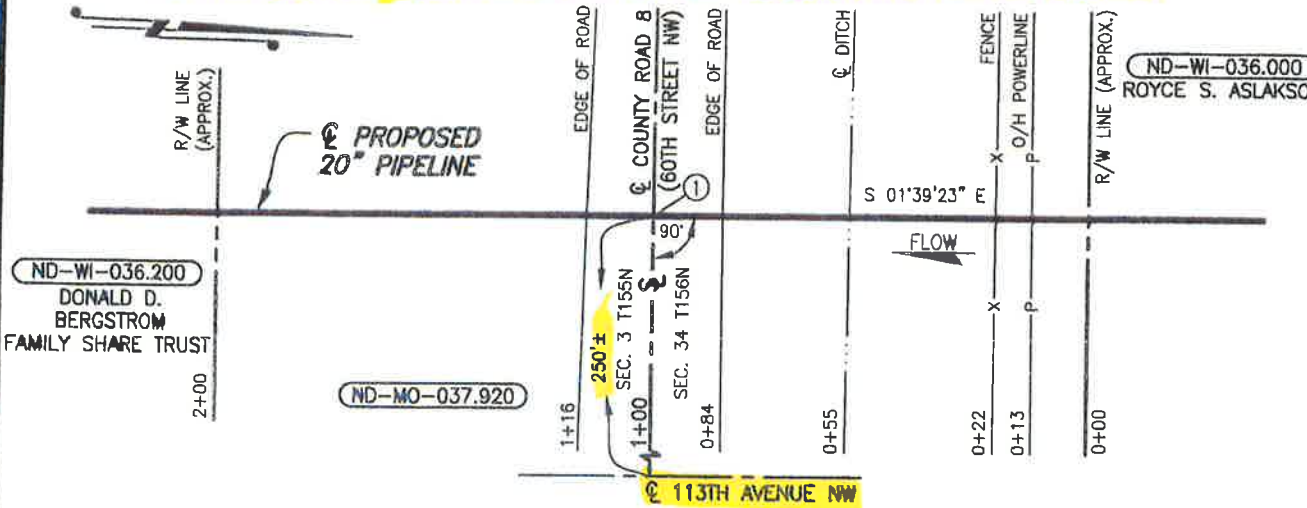 R/W LINE
(APPROX.)
℄ PROPOSED
20" PIPELINE
EDGE OF ROAD
℄ COUNTY ROAD 8
(60TH STREET NW)
EDGE OF ROAD
℄ DITCH
FENCE
O/H POWERLINE
R/W LINE (APPROX.)
ND-WI-036.000
ROYCE S. ASLAKSO
1
S 01°39'23" E
X
P
90°
FLOW
ND-WI-036.200
DONALD D.
BERGSTROM
FAMILY SHARE TRUST
250'±
SEC. 3 T155N
SEC. 34 T156N
X
P
ND-MO-037.920
2+00
1+16
1+00
0+84
0+55
0+22
0+13
0+00
℄ 113TH AVENUE NW